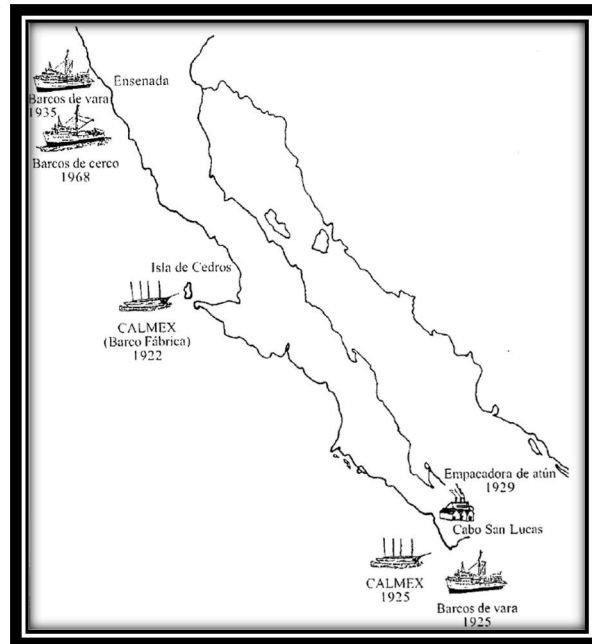 Ensenada
Barcos de vara
1935
Barcos de cerco
1968
Isla de Cedros
CALMEX
(Barco Fábrica)
1922
Empacadora de atún
1929
Cabo San Lucas
CALMEX
1925
Barcos de vara
1925